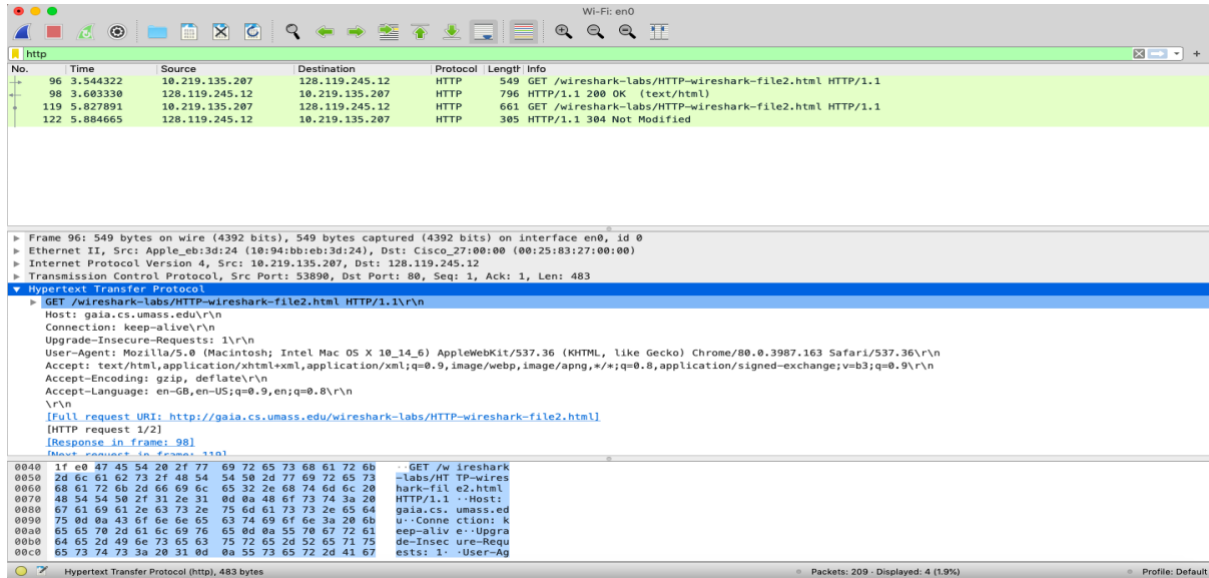 Wi-Fi: en0
http
No. Time Source Destination Protocol Length Info
96 3.544322 10.219.135.207 128.119.245.12 HTTP 549 GET /wireshark-labs/HTTP-wireshark-file2.html HTTP/1.1
98 3.603330 128.119.245.12 10.219.135.207 HTTP 796 HTTP/1.1 200 OK (text/html)
119 5.827891 10.219.135.207 128.119.245.12 HTTP 661 GET /wireshark-labs/HTTP-wireshark-file2.html HTTP/1.1
122 5.884665 128.119.245.12 10.219.135.207 HTTP 305 HTTP/1.1 304 Not Modified
Frame 96: 549 bytes on wire (4392 bits), 549 bytes captured (4392 bits) on interface en0, id 0
Ethernet II, Src: Apple_eb:3d:24 (10:94:bb:eb:3d:24), Dst: Cisco_27:00:00 (00:25:83:27:00:00)
Internet Protocol Version 4, Src: 10.219.135.207, Dst: 128.119.245.12
Transmission Control Protocol, Src Port: 53890, Dst Port: 80, Seq: 1, Ack: 1, Len: 483
Hypertext Transfer Protocol
GET /wireshark-labs/HTTP-wireshark-file2.html HTTP/1.1\r\n
Host: gaia.cs.umass.edu\r\n
Connection: keep-alive\r\n
Upgrade-Insecure-Requests: 1\r\n
User-Agent: Mozilla/5.0 (Macintosh; Intel Mac OS X 10_14_6) AppleWebKit/537.36 (KHTML, like Gecko) Chrome/80.0.3987.163 Safari/537.36\r\n
Accept: text/html,application/xhtml+xml,application/xml;q=0.9,image/webp,image/apng,*/*;q=0.8,application/signed-exchange;v=b3;q=0.9\r\n
Accept-Encoding: gzip, deflate\r\n
Accept-Language: en-GB,en-US;q=0.9,en;q=0.8\r\n
\r\n
[Full request URI: http://gaia.cs.umass.edu/wireshark-labs/HTTP-wireshark-file2.html]
[HTTP request 1/2]
[Response in frame: 98]
[Next request in frame: 119]
0040 1f e0 47 45 54 20 2f 77 69 72 65 73 68 61 72 6b ··GET /w ireshark
0050 2d 6c 61 62 73 2f 48 54 54 50 2d 77 69 72 65 73 -labs/HT TP-wires
0060 68 61 72 6b 2d 66 69 6c 65 32 2e 68 74 6d 6c 20 hark-fil e2.html
0070 48 54 54 50 2f 31 2e 31 0d 0a 48 6f 73 74 3a 20 HTTP/1.1 ··Host:
0080 67 61 69 61 2e 63 73 2e 75 6d 61 73 73 2e 65 64 gaia.cs. umass.ed
0090 75 0d 0a 43 6f 6e 6e 65 63 74 69 6f 6e 3a 20 6b u··Conne ction: k
00a0 65 65 70 2d 61 6c 69 76 65 0d 0a 55 70 67 72 61 eep-aliv e··Upgra
00b0 64 65 2d 49 6e 73 65 63 75 72 65 2d 52 65 71 75 de-Insec ure-Requ
00c0 65 73 74 73 3a 20 31 0d 0a 55 73 65 72 2d 41 67 ests: 1· ·User-Ag
Hypertext Transfer Protocol (http), 483 bytes
Packets: 209 · Displayed: 4 (1.9%)
Profile: Default